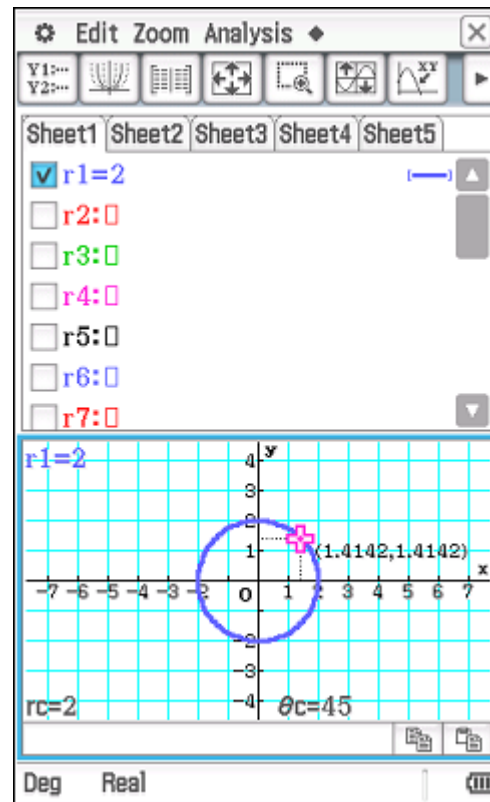 Edit Zoom Analysis ◆
Y1:··· XY
Y2:···
Sheet1 Sheet2 Sheet3 Sheet4 Sheet5
r1=2
r2:□
r3:□
r4:□
r5:□
r6:□
r7:□
r1=2
y
4
3
2
1
(1.4142,1.4142)
x
-7 -6 -5 -4 -3 -2 0 1 2 3 4 5 6 7
-2
-3
-4
rc=2 θc=45
Deg Real